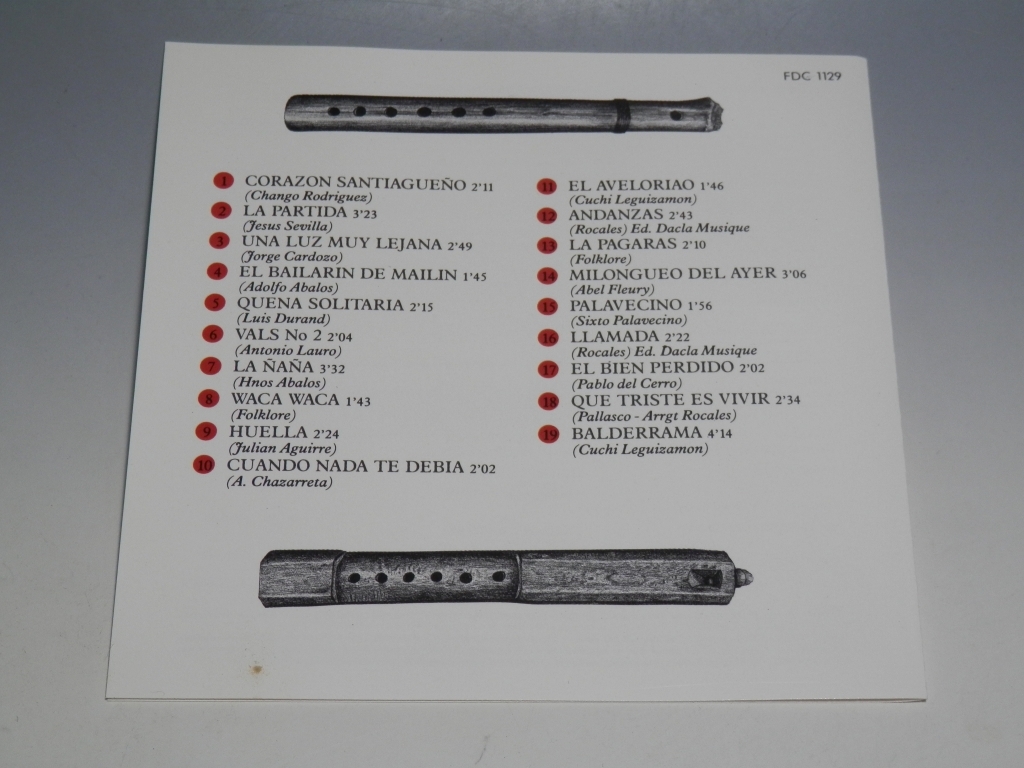 FDC 1129
1 CORAZON SANTIAGUEÑO 2'11
(Chango Rodriguez)
2 LA PARTIDA 3'23
(Jesus Sevilla)
3 UNA LUZ MUY LEJANA 2'49
(Jorge Cardozo)
4 EL BAILARIN DE MAILIN 1'45
(Adolfo Abalos)
5 QUENA SOLITARIA 2'15
(Luis Durand)
6 VALS No 2 2'04
(Antonio Lauro)
7 LA ÑAÑA 3'32
(Hnos Abalos)
8 WACA WACA 1'43
(Folklore)
9 HUELLA 2'24
(Julian Aguirre)
10 CUANDO NADA TE DEBIA 2'02
(A. Chazarreta)
11 EL AVELORIAO 1'46
(Cuchi Leguizamon)
12 ANDANZAS 2'43
(Rocales) Ed. Dacla Musique
13 LA PAGARAS 2'10
(Folklore)
14 MILONGUEO DEL AYER 3'06
(Abel Fleury)
15 PALAVECINO 1'56
(Sixto Palavecino)
16 LLAMADA 2'22
(Rocales) Ed. Dacla Musique
17 EL BIEN PERDIDO 2'02
(Pablo del Cerro)
18 QUE TRISTE ES VIVIR 2'34
(Pallasco - Arrgt Rocales)
19 BALDERRAMA 4'14
(Cuchi Leguizamon)